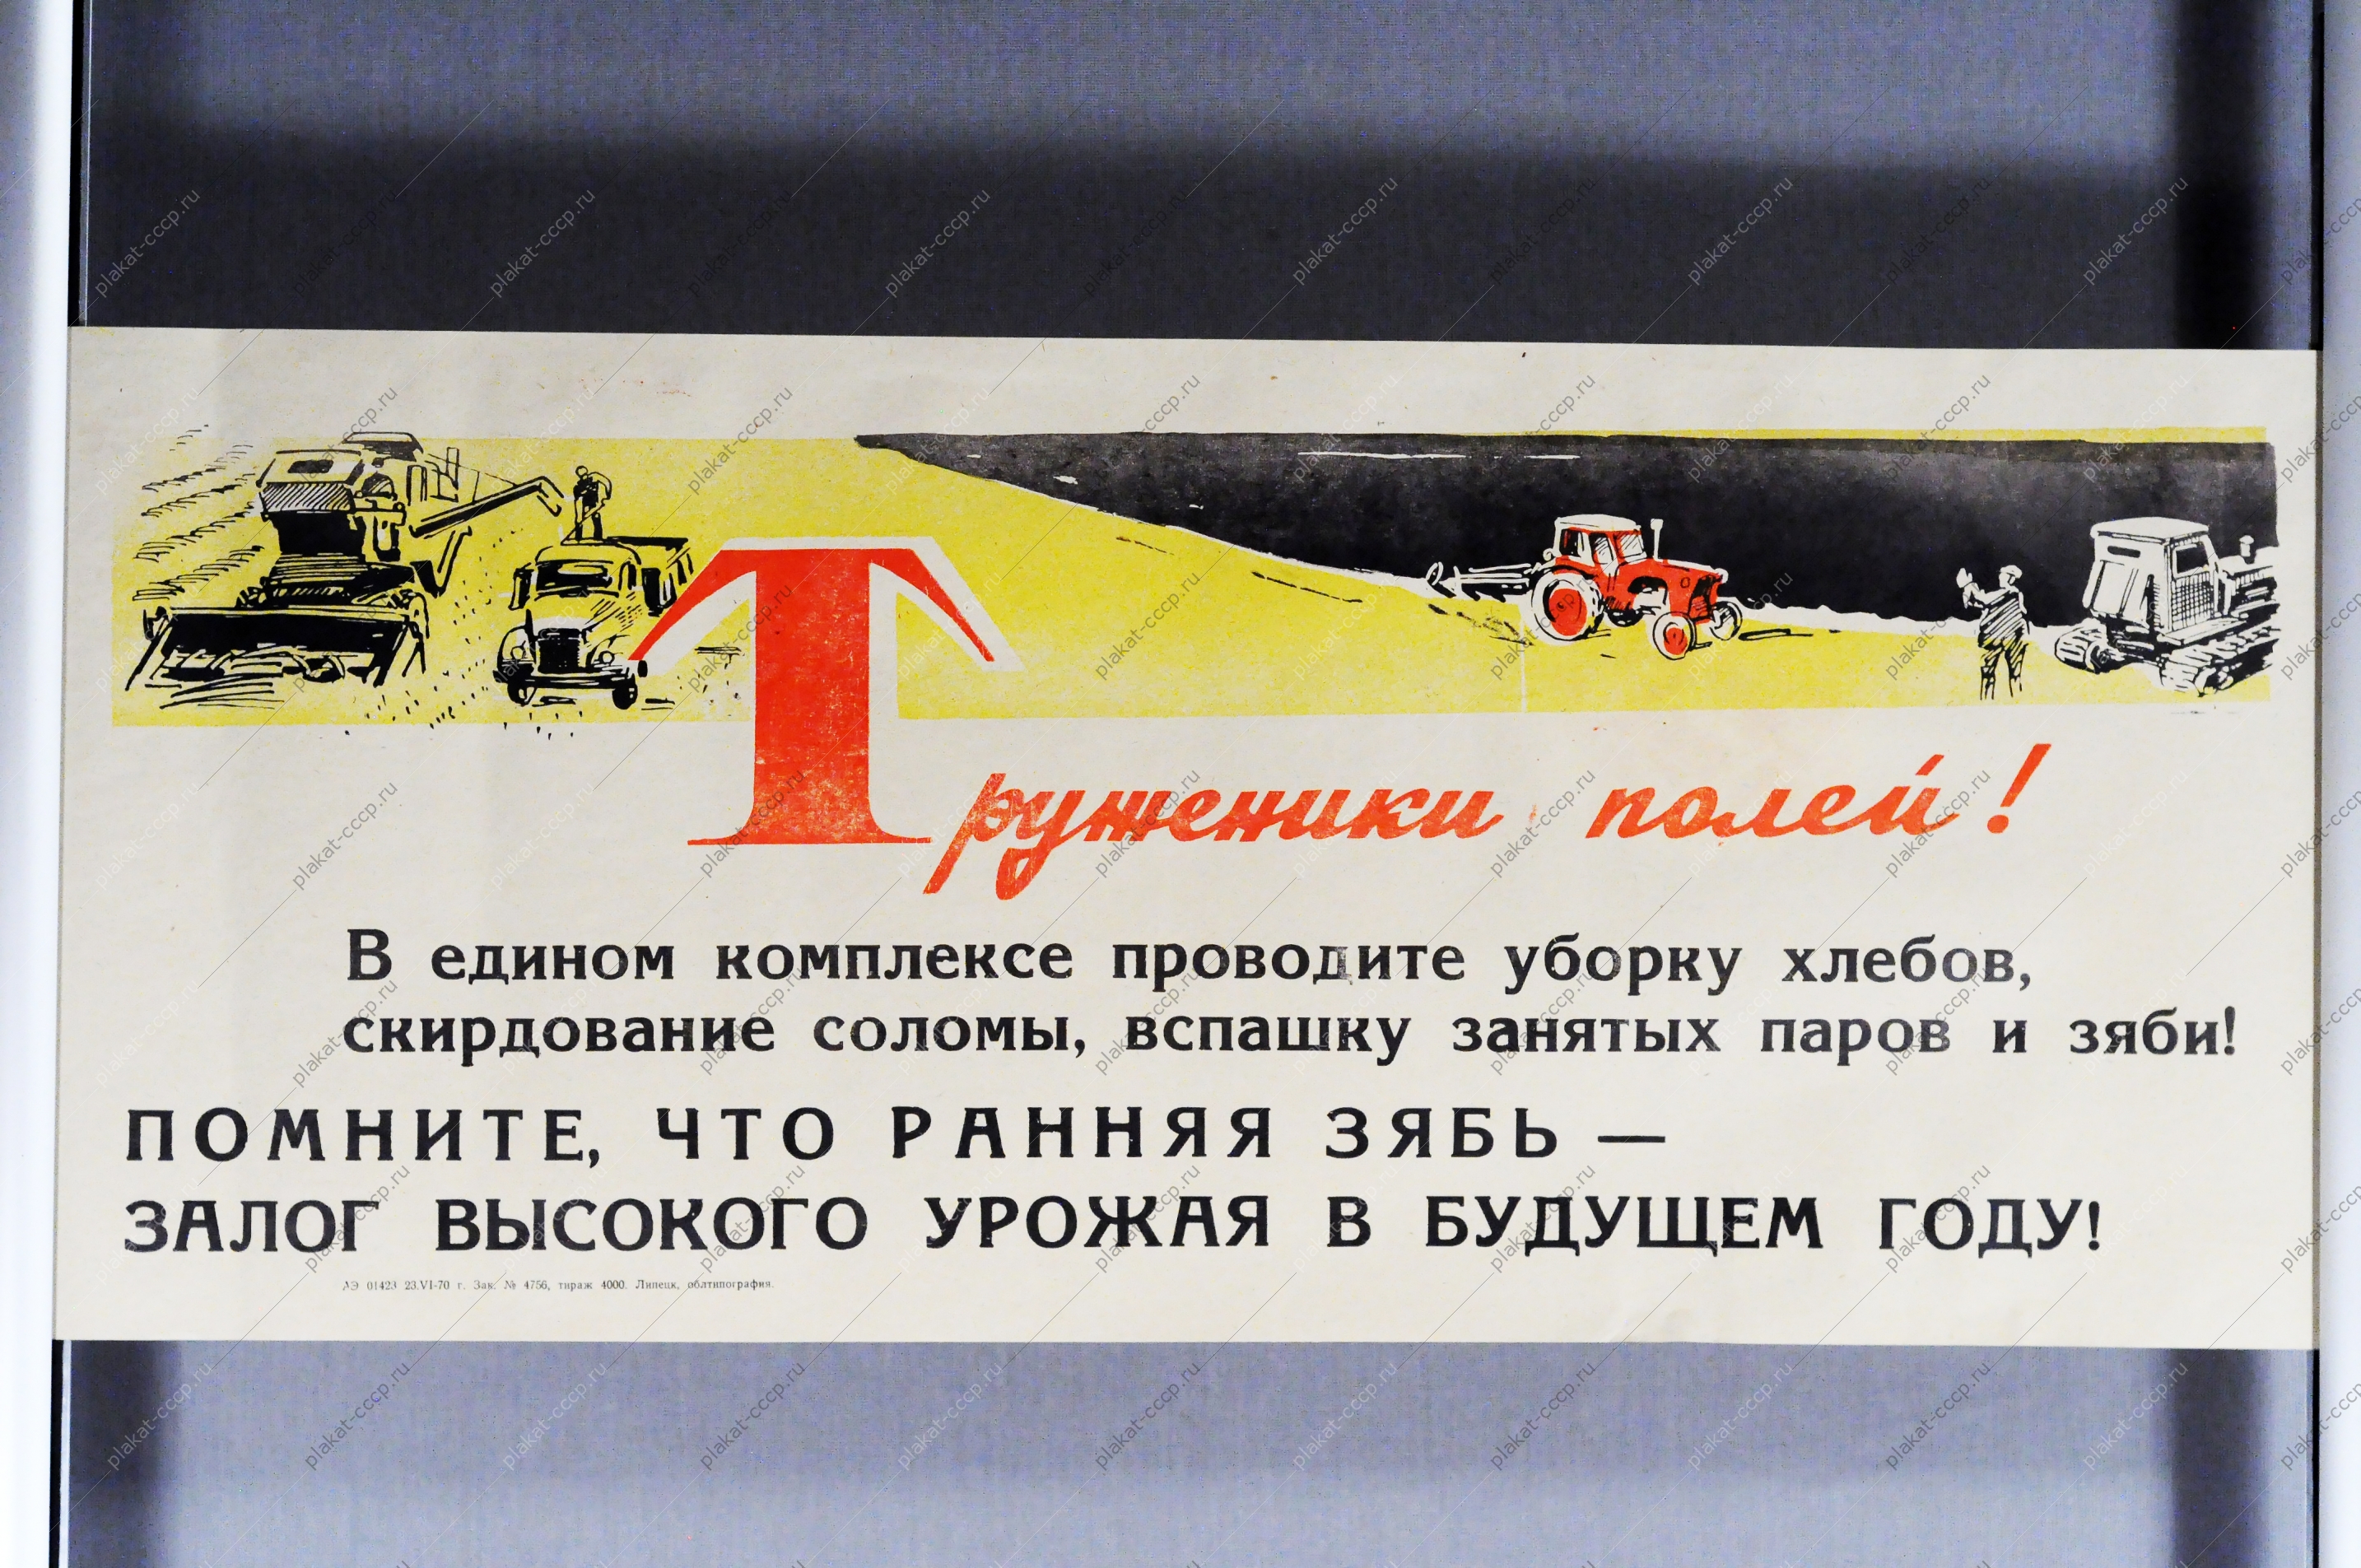 Труженики полей!
В едином комплексе проводите уборку хлебов,
скирдование соломы, вспашку занятых паров и зяби!
ПОМНИТЕ, ЧТО РАННЯЯ ЗЯБЬ —
ЗАЛОГ ВЫСОКОГО УРОЖАЯ В БУДУЩЕМ ГОДУ!
АЭ 01423 23.VI-70 г. Зак. № 4756, тираж 4000. Липецк, облтипография.
plakat-cccp.ru